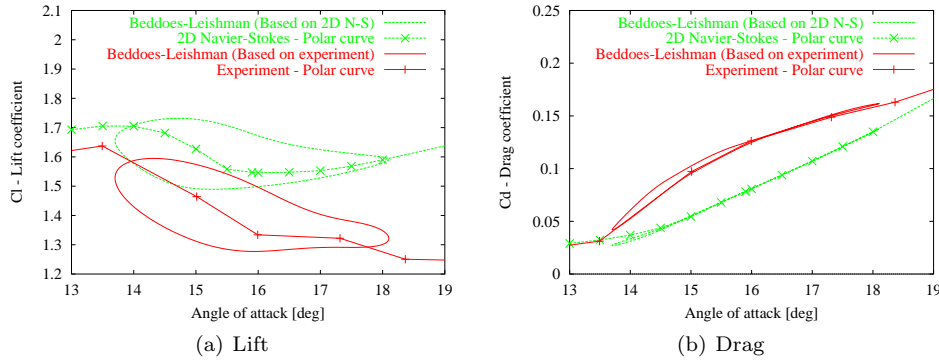 Beddoes-Leishman (Based on 2D N-S)
2D Navier-Stokes - Polar curve
Beddoes-Leishman (Based on experiment)
Experiment - Polar curve
2.1
2
1.9
1.8
1.7
1.6
1.5
1.4
1.3
1.2
Cl - Lift coefficient
13 14 15 16 17 18 19
Angle of attack [deg]
(a) Lift
Beddoes-Leishman (Based on 2D N-S)
2D Navier-Stokes - Polar curve
Beddoes-Leishman (Based on experiment)
Experiment - Polar curve
0.25
0.2
0.15
0.1
0.05
0
Cd - Drag coefficient
13 14 15 16 17 18 19
Angle of attack [deg]
(b) Drag